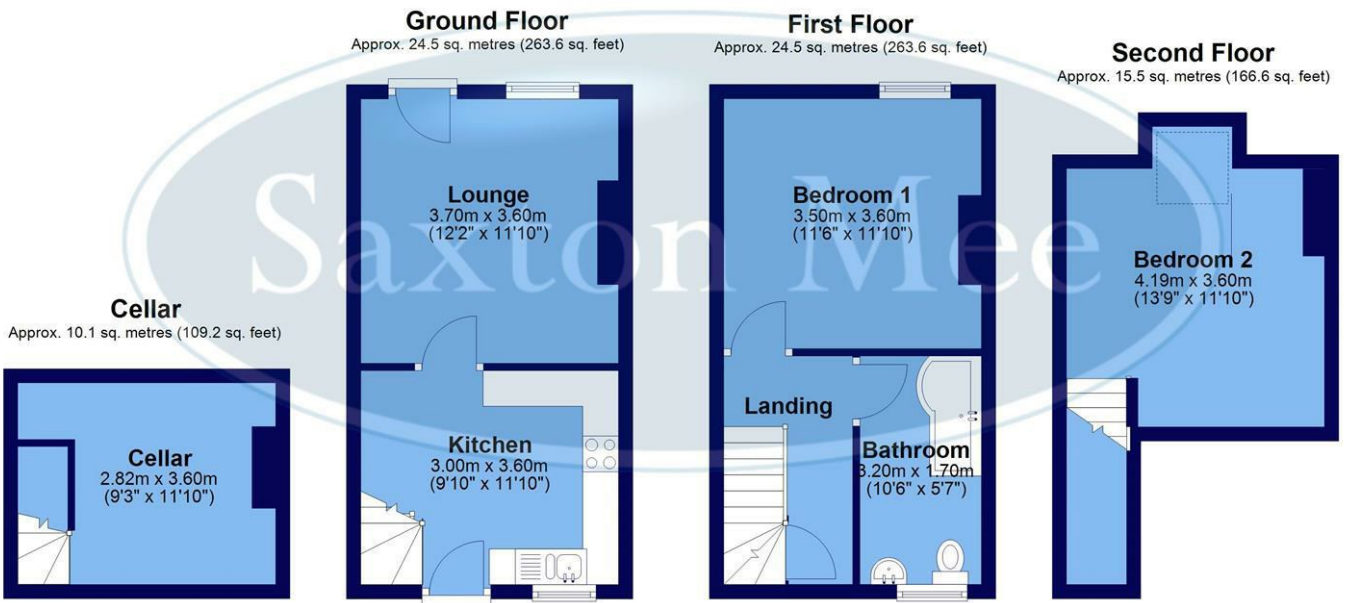 Ground Floor
Approx. 24.5 sq. metres (263.6 sq. feet)
First Floor
Approx. 24.5 sq. metres (263.6 sq. feet)
Second Floor
Approx. 15.5 sq. metres (166.6 sq. feet)
Lounge
3.70m x 3.60m
(12'2" x 11'10")
Bedroom 1
3.50m x 3.60m
(11'6" x 11'10")
Bedroom 2
4.19m x 3.60m
(13'9" x 11'10")
Saxton Mee
Cellar
Approx. 10.1 sq. metres (109.2 sq. feet)
Cellar
2.82m x 3.60m
(9'3" x 11'10")
Kitchen
3.00m x 3.60m
(9'10" x 11'10")
Landing
Bathroom
3.20m x 1.70m
(10'6" x 5'7")